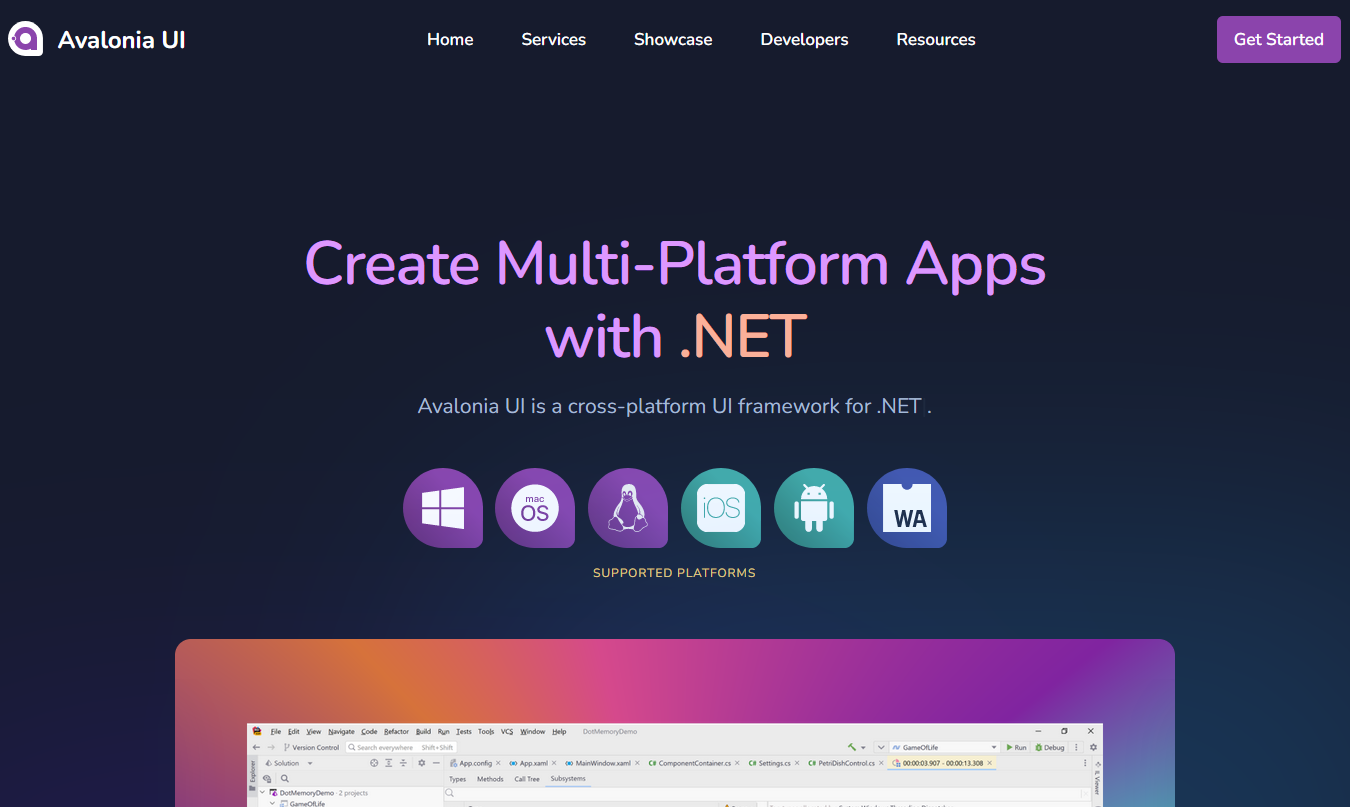 Avalonia UI
Home Services Showcase Developers Resources
Get Started
Create Multi-Platform Apps
with .NET
Avalonia UI is a cross-platform UI framework for .NET .
mac
OS
iOS
WA
SUPPORTED PLATFORMS
File Edit View Navigate Code Refactor Build Run Tests Tools VCS Window Help DotMemoryDemo
Version Control Search everywhere Shift+Shift GameOfLife Run Debug
Explorer
Solution
App.config App.xaml MainWindow.xaml C# ComponentContainer.cs C# Settings.cs C# PetriDishControl.cs 00:00:03.907 - 00:00:13.308
IL Viewer
Types Methods Call Tree Subsystems
DotMemoryDemo · 2 projects
GameOfLife